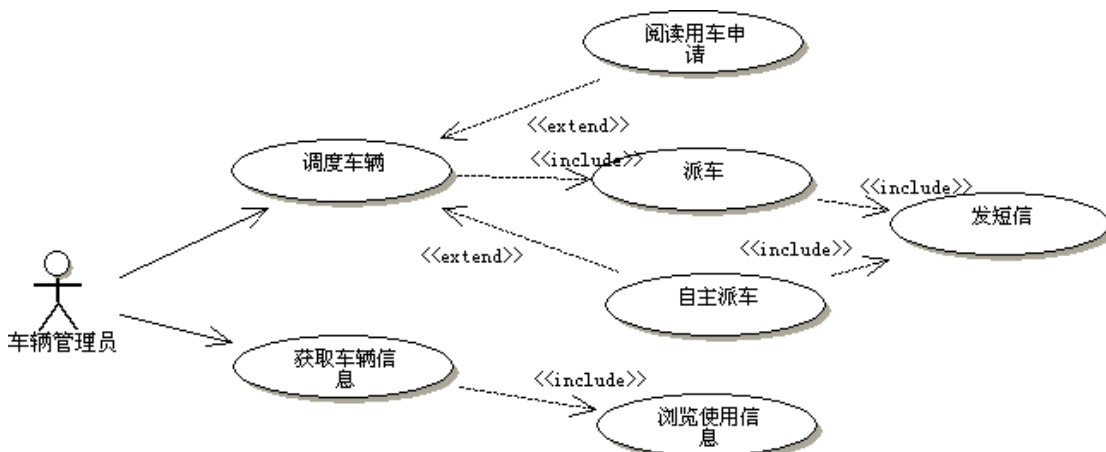 阅读用车申
请
<<extend>>
调度车辆
<<include>>
派车
<<include>>
发短信
<<extend>>
<<include>>
自主派车
车辆管理员
获取车辆信
息
<<include>>
浏览使用信
息